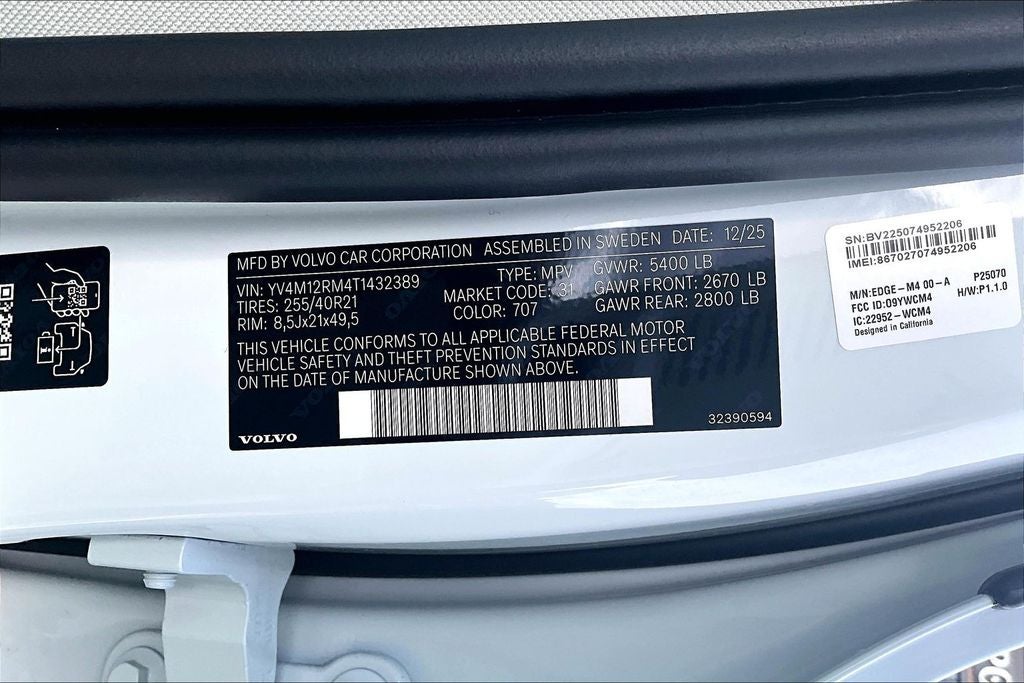 MFD BY VOLVO CAR CORPORATION ASSEMBLED IN SWEDEN DATE: 12/25
VIN: YV4M12RM4T1432389 TYPE: MPV GVWR: 5400 LB
TIRES: 255/40R21 MARKET CODE: 31 GAWR FRONT: 2670 LB
RIM: 8,5Jx21x49,5 COLOR: 707 GAWR REAR: 2800 LB
THIS VEHICLE CONFORMS TO ALL APPLICABLE FEDERAL MOTOR
VEHICLE SAFETY AND THEFT PREVENTION STANDARDS IN EFFECT
ON THE DATE OF MANUFACTURE SHOWN ABOVE.
VOLVO
32390594
SN:BV225074952206
IMEI:867027074952206
M/N:EDGE-M4 00-A P25070
FCC ID:O9YWCM4 H/W:P1.1.0
IC:22952-WCM4
Designed in California